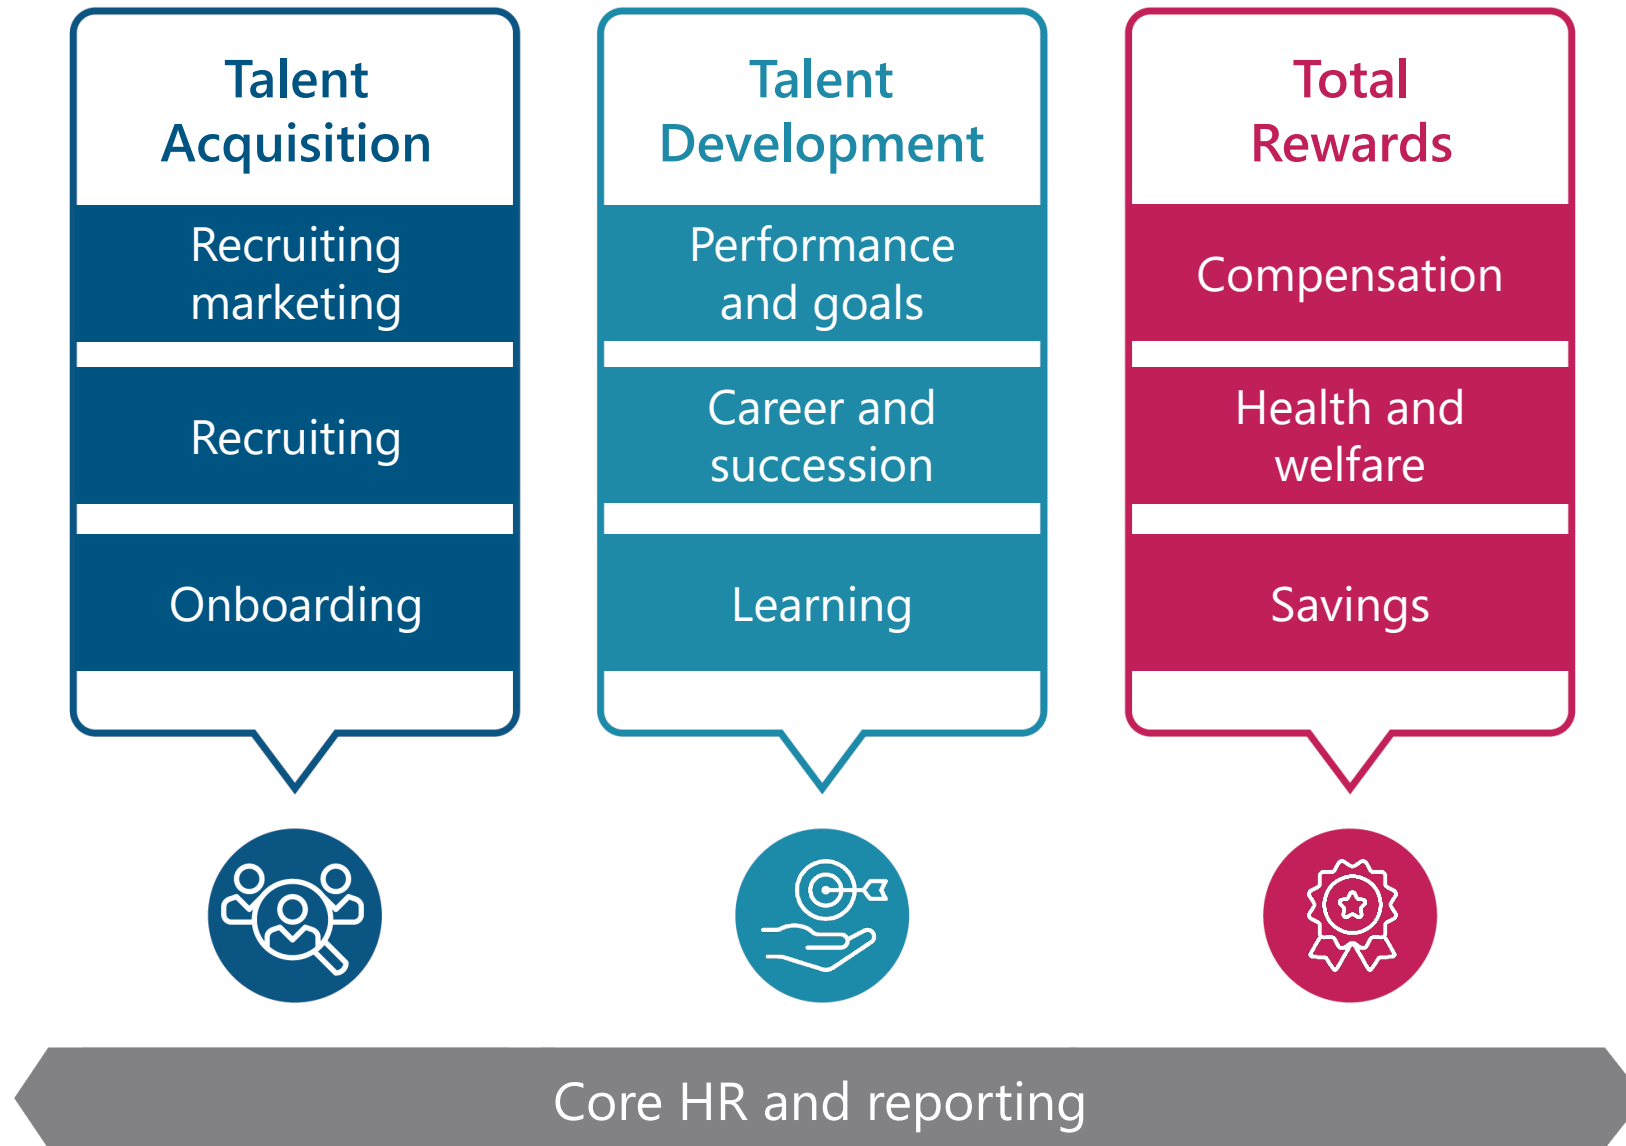 Talent
Acquisition
Recruiting
marketing
Recruiting
Onboarding
Talent
Development
Performance
and goals
Career and
succession
Learning
Total
Rewards
Compensation
Health and
welfare
Savings
Core HR and reporting